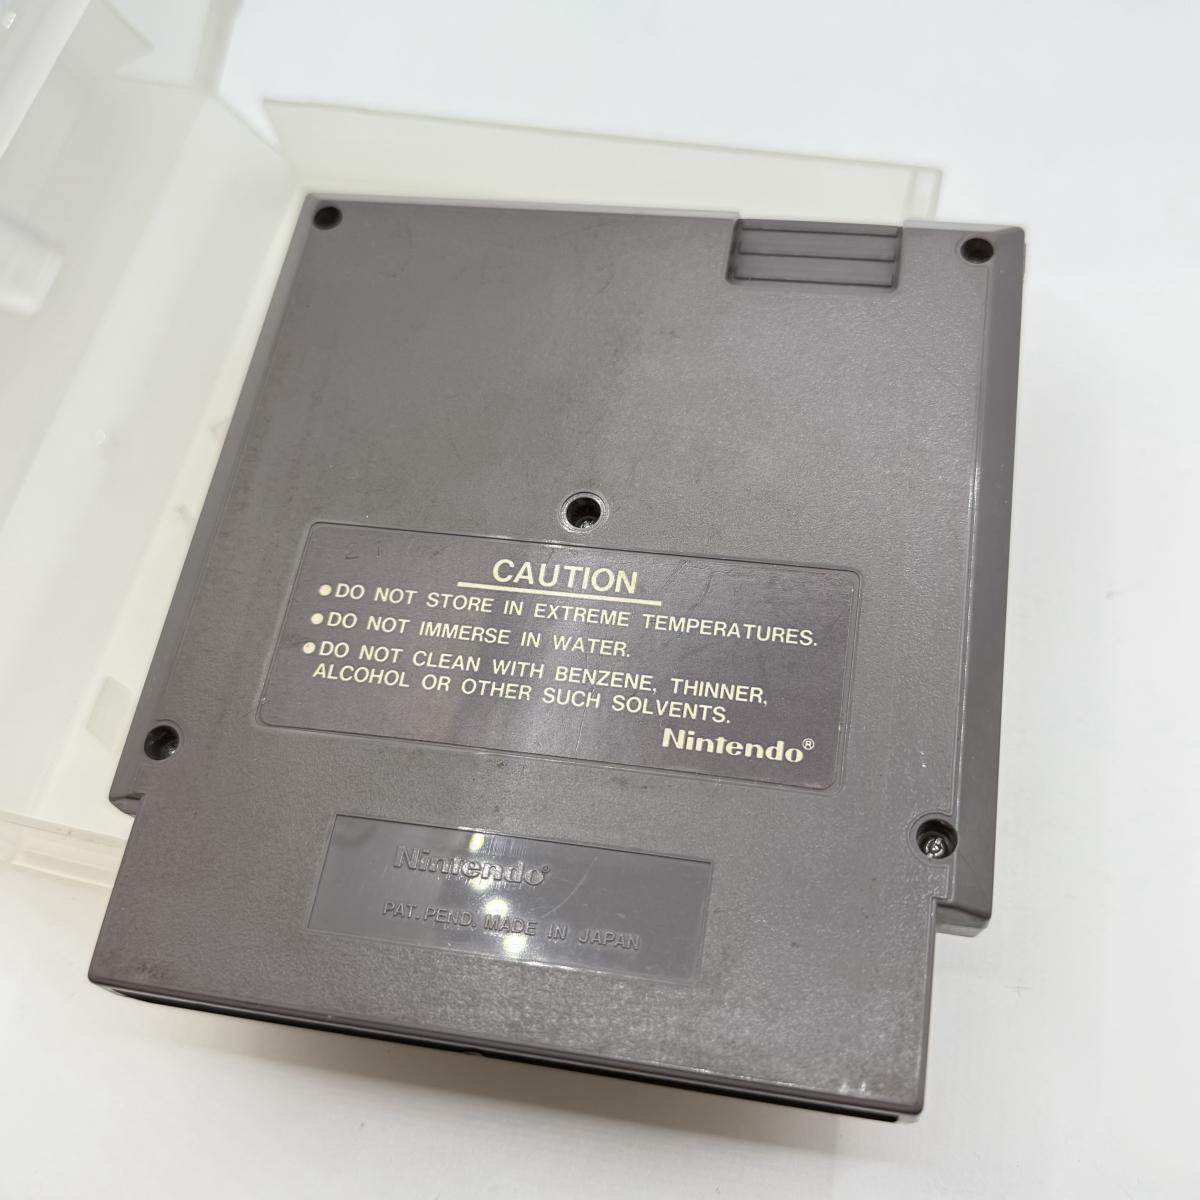 CAUTION
●DO NOT STORE IN EXTREME TEMPERATURES.
●DO NOT IMMERSE IN WATER.
●DO NOT CLEAN WITH BENZENE, THINNER,
ALCOHOL OR OTHER SUCH SOLVENTS.
Nintendo®
Nintendo®
PAT. PEND. MADE IN JAPAN